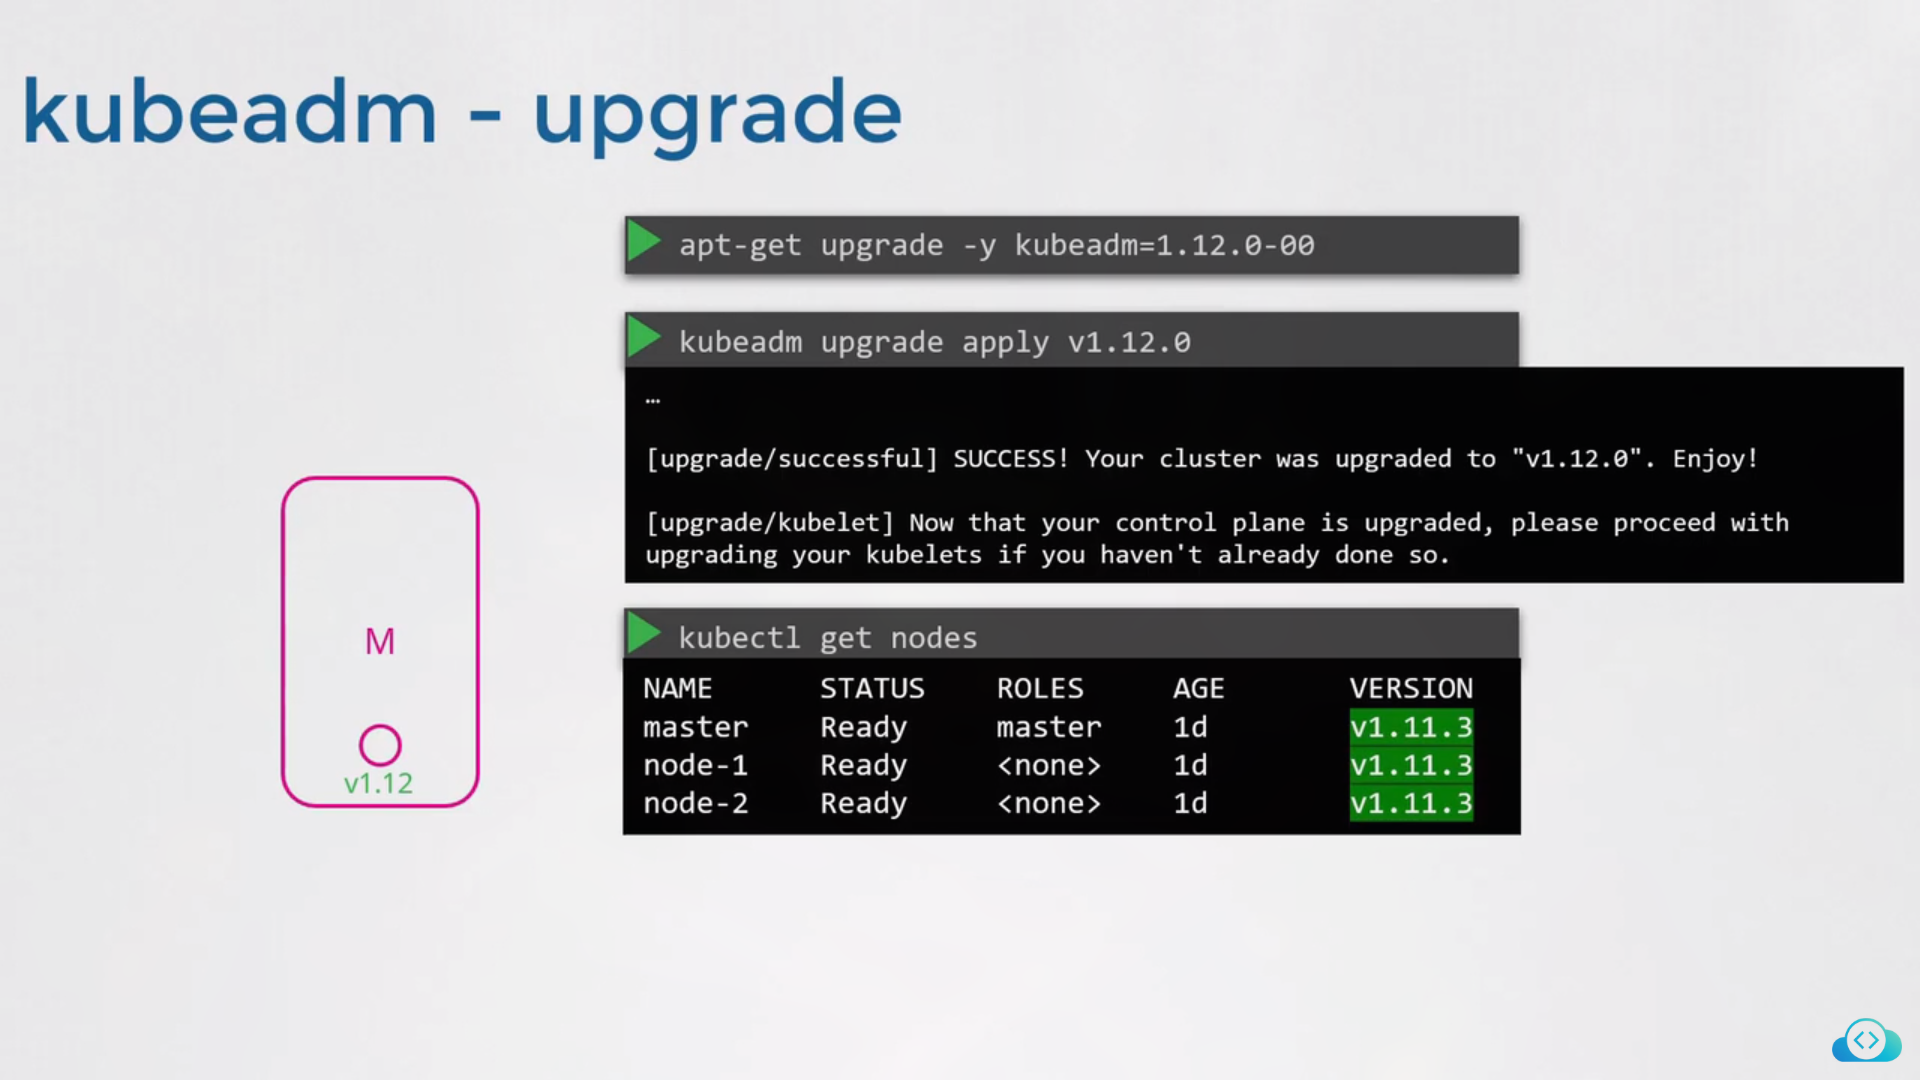 kubeadm - upgrade
apt-get upgrade -y kubeadm=1.12.0-00
kubeadm upgrade apply v1.12.0
…
[upgrade/successful] SUCCESS! Your cluster was upgraded to "v1.12.0". Enjoy!
[upgrade/kubelet] Now that your control plane is upgraded, please proceed with
upgrading your kubelets if you haven't already done so.
M
v1.12
kubectl get nodes
NAME STATUS ROLES AGE VERSION
master Ready master 1d v1.11.3
node-1 Ready <none> 1d v1.11.3
node-2 Ready <none> 1d v1.11.3